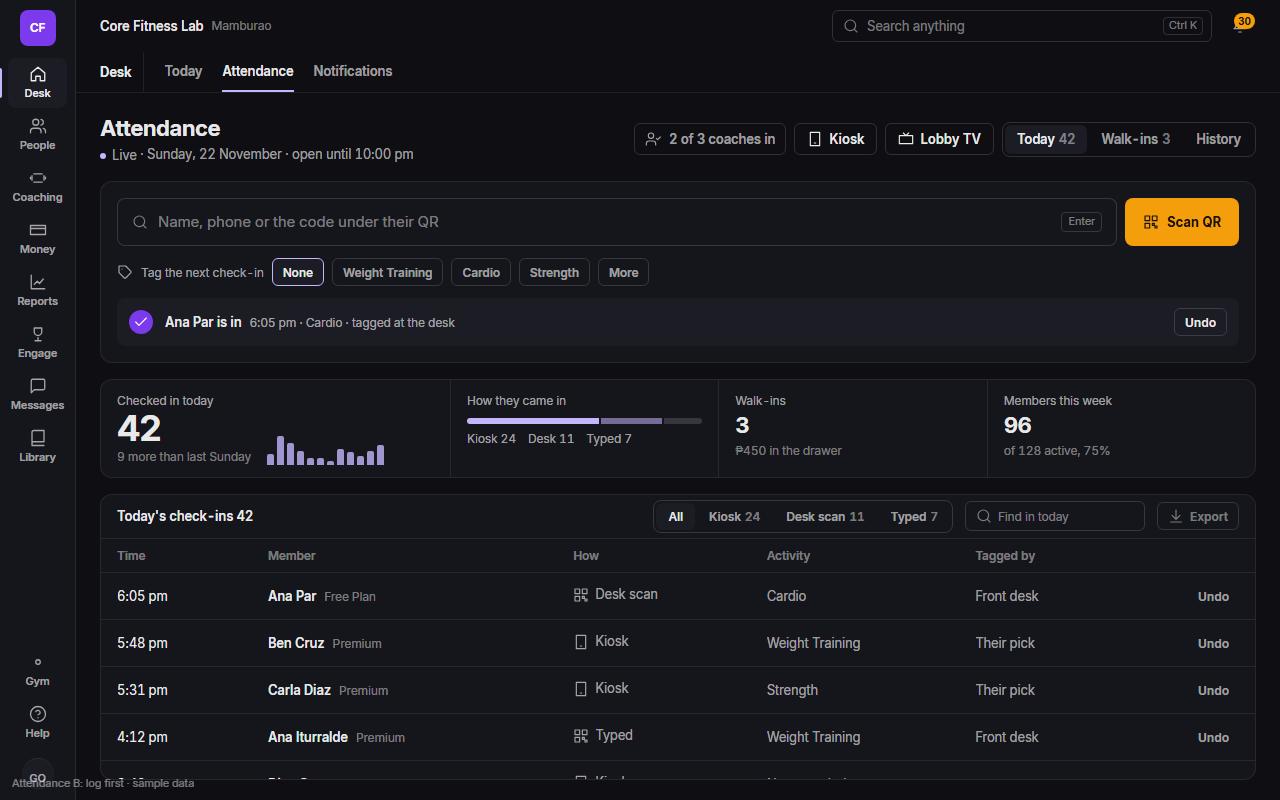 CF
Core Fitness Lab Mamburao
Search anything Ctrl K
30
Desk
People
Coaching
Money
Reports
Engage
Messages
Library
Gym
Help
GO
Desk Today Attendance Notifications
Attendance
Live · Sunday, 22 November · open until 10:00 pm
2 of 3 coaches in
Kiosk
Lobby TV
Today 42 Walk-ins 3 History
Name, phone or the code under their QR Enter
Scan QR
Tag the next check-in None Weight Training Cardio Strength More
Ana Par is in 6:05 pm · Cardio · tagged at the desk Undo
Checked in today
42
9 more than last Sunday
How they came in
Kiosk 24 Desk 11 Typed 7
Walk-ins
3
₱450 in the drawer
Members this week
96
of 128 active, 75%
Today's check-ins 42 All Kiosk 24 Desk scan 11 Typed 7 Find in today Export
Time Member How Activity Tagged by
6:05 pm Ana Par Free Plan Desk scan Cardio Front desk Undo
5:48 pm Ben Cruz Premium Kiosk Weight Training Their pick Undo
5:31 pm Carla Diaz Premium Kiosk Strength Their pick Undo
4:12 pm Ana Iturralde Premium Typed Weight Training Front desk Undo
Attendance B: log first · sample data